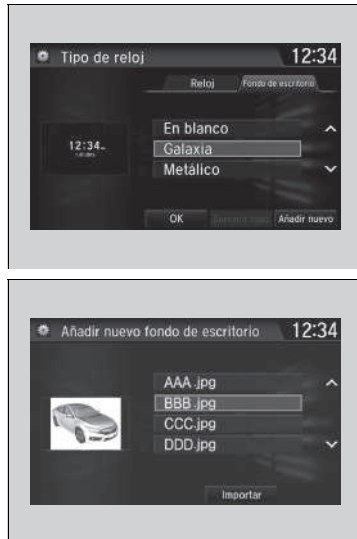 Tipo de reloj 12:34
Reloj Fondo de escritorio
En blanco
12:34
Galaxia
Metálico
OK Añadir nuevo
Añadir nuevo fondo de escritorio 12:34
AAA.jpg
BBB.jpg
CCC.jpg
DDD.jpg
Importar